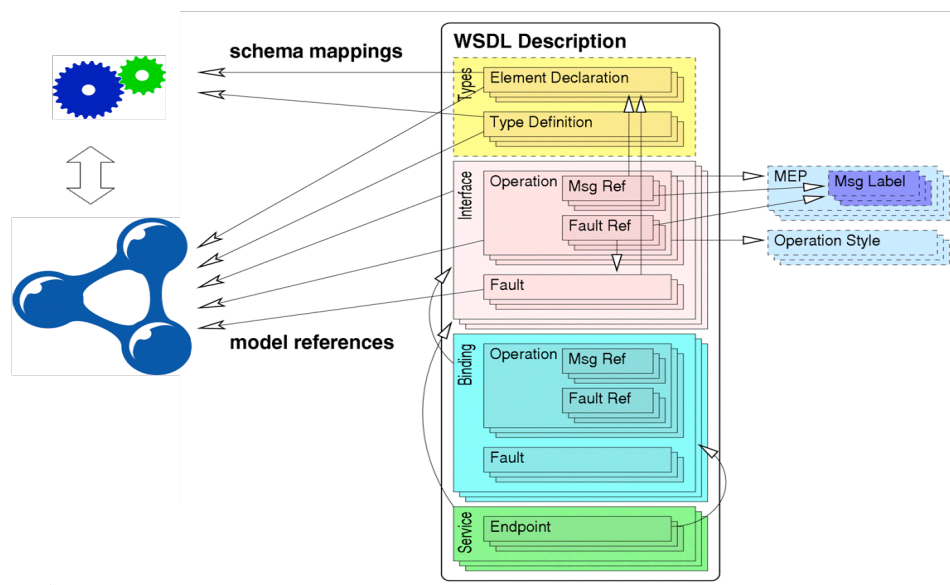 schema mappings
WSDL Description
Types
Element Declaration
Type Definition
Interface
Operation
Msg Ref
Fault Ref
Fault
MEP
Msg Label
Operation Style
model references
Binding
Operation
Msg Ref
Fault Ref
Fault
Service
Endpoint